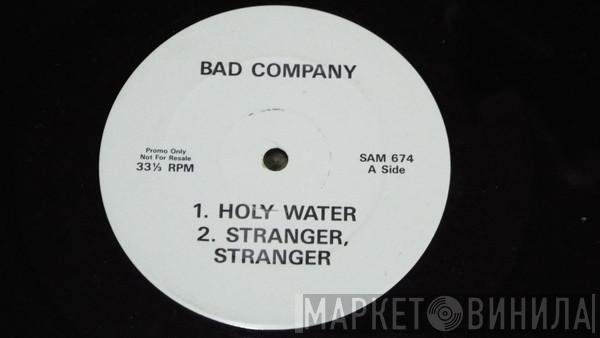 BAD COMPANY
Promo Only
Not For Resale
33⅓ RPM
SAM 674
A Side
1. HOLY WATER
2. STRANGER,
STRANGER
МАРКЕТ ВИНИЛА